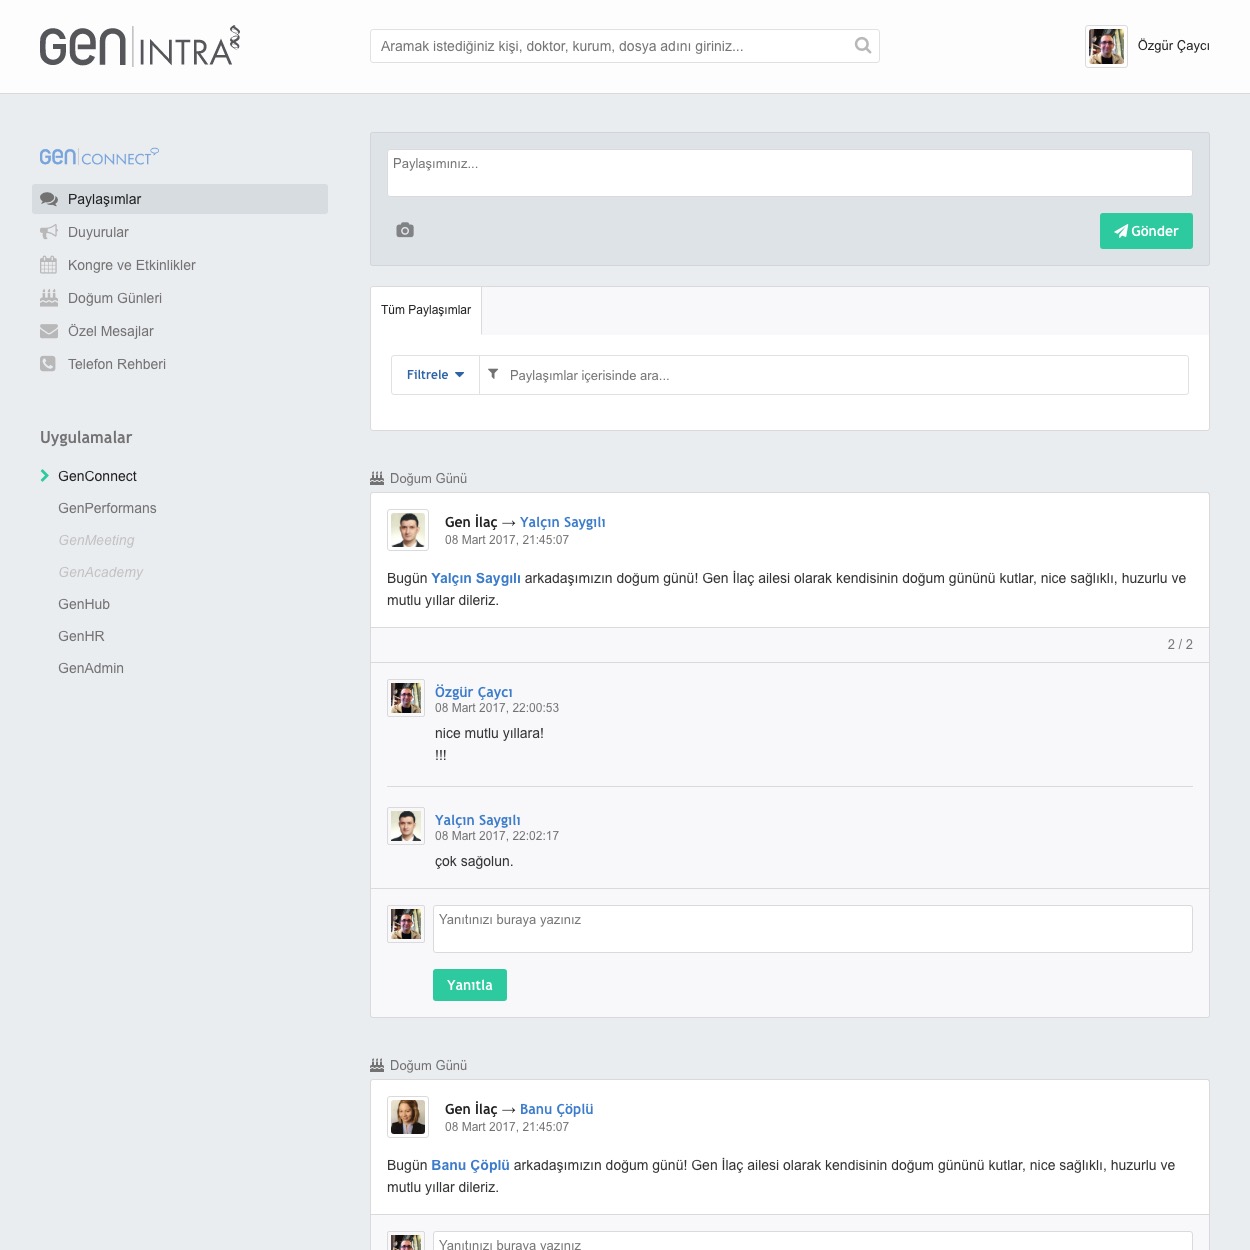 Gen INTRA
Aramak istediğiniz kişi, doktor, kurum, dosya adını giriniz...
Özgür Çaycı
Gen CONNECT
Paylaşımlar
Duyurular
Kongre ve Etkinlikler
Doğum Günleri
Özel Mesajlar
Telefon Rehberi
Uygulamalar
GenConnect
GenPerformans
GenMeeting
GenAcademy
GenHub
GenHR
GenAdmin
Paylaşımınız...
Gönder
Tüm Paylaşımlar
Filtrele
Paylaşımlar içerisinde ara...
Doğum Günü
Gen İlaç → Yalçın Saygılı
08 Mart 2017, 21:45:07
Bugün Yalçın Saygılı arkadaşımızın doğum günü! Gen İlaç ailesi olarak kendisinin doğum gününü kutlar, nice sağlıklı, huzurlu ve
mutlu yıllar dileriz.
2 / 2
Özgür Çaycı
08 Mart 2017, 22:00:53
nice mutlu yıllara!
!!!
Yalçın Saygılı
08 Mart 2017, 22:02:17
çok sağolun.
Yanıtınızı buraya yazınız
Yanıtla
Doğum Günü
Gen İlaç → Banu Çöplü
08 Mart 2017, 21:45:07
Bugün Banu Çöplü arkadaşımızın doğum günü! Gen İlaç ailesi olarak kendisinin doğum gününü kutlar, nice sağlıklı, huzurlu ve
mutlu yıllar dileriz.
Yanıtınızı buraya yazınız